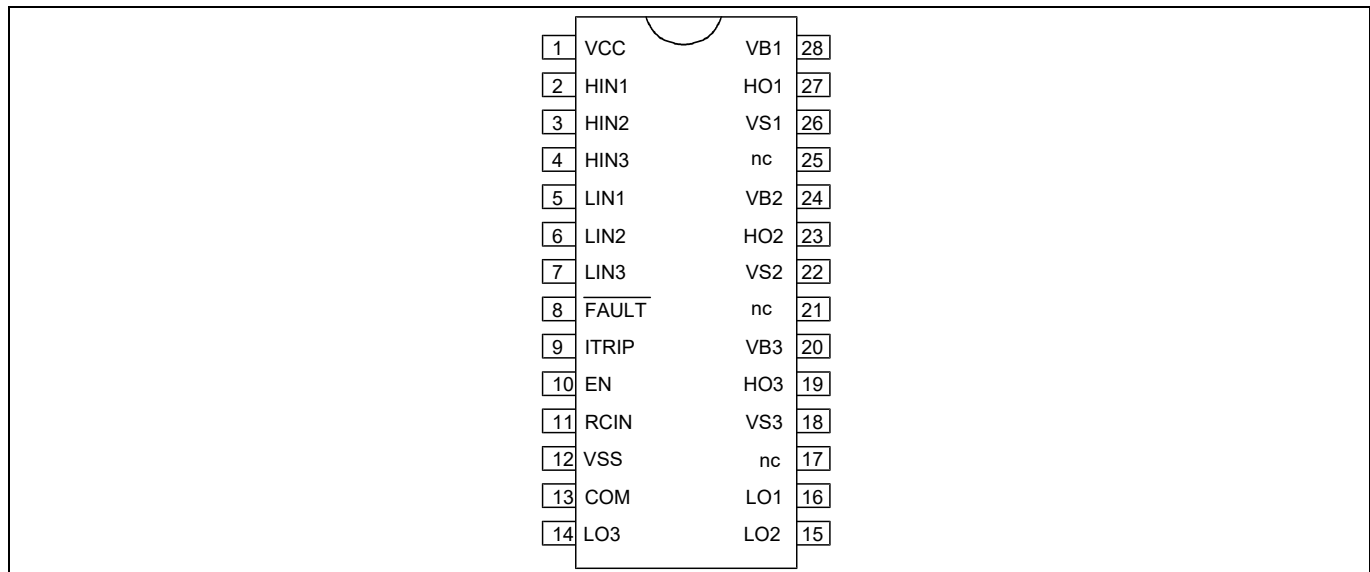 1 VCC VB1 28
2 HIN1 HO1 27
3 HIN2 VS1 26
4 HIN3 nc 25
5 LIN1 VB2 24
6 LIN2 HO2 23
7 LIN3 VS2 22
8 FAULT nc 21
9 ITRIP VB3 20
10 EN HO3 19
11 RCIN VS3 18
12 VSS nc 17
13 COM LO1 16
14 LO3 LO2 15